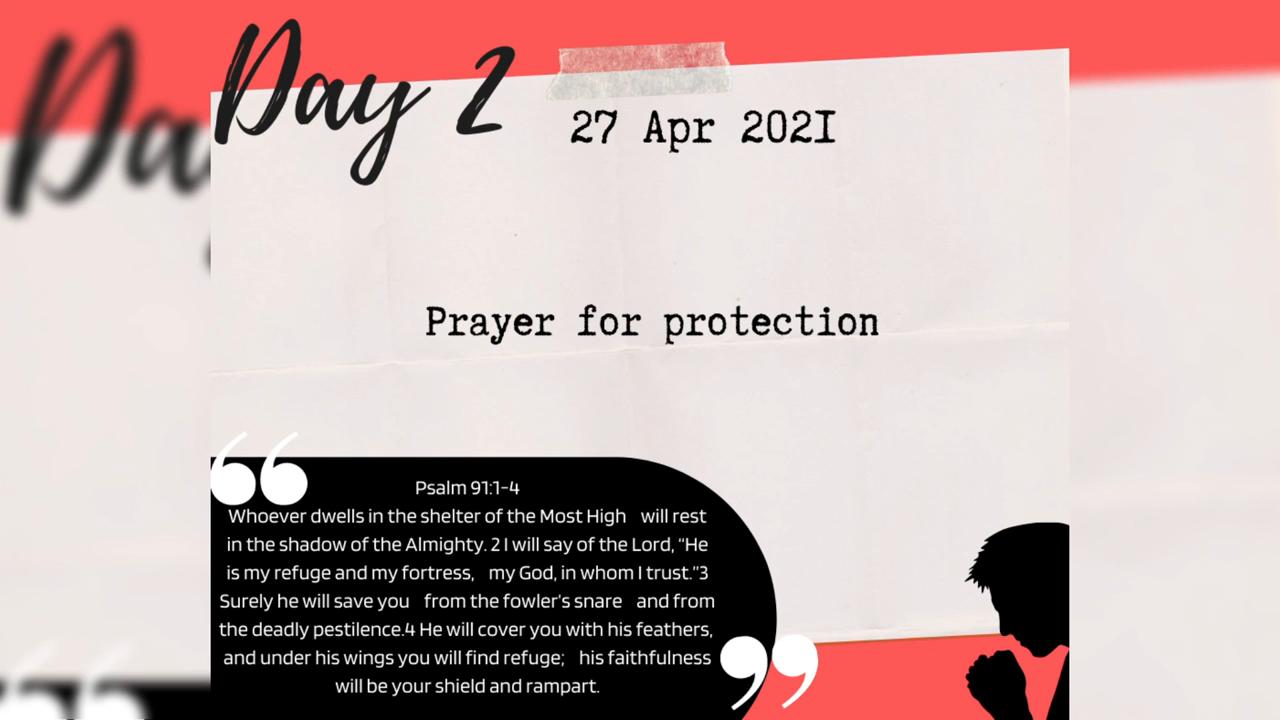 Day 2
27 Apr 2021
Prayer for protection
Psalm 91:1-4
Whoever dwells in the shelter of the Most High will rest
in the shadow of the Almighty. 2 I will say of the Lord, “He
is my refuge and my fortress, my God, in whom I trust.”3
Surely he will save you from the fowler’s snare and from
the deadly pestilence.4 He will cover you with his feathers,
and under his wings you will find refuge; his faithfulness
will be your shield and rampart.